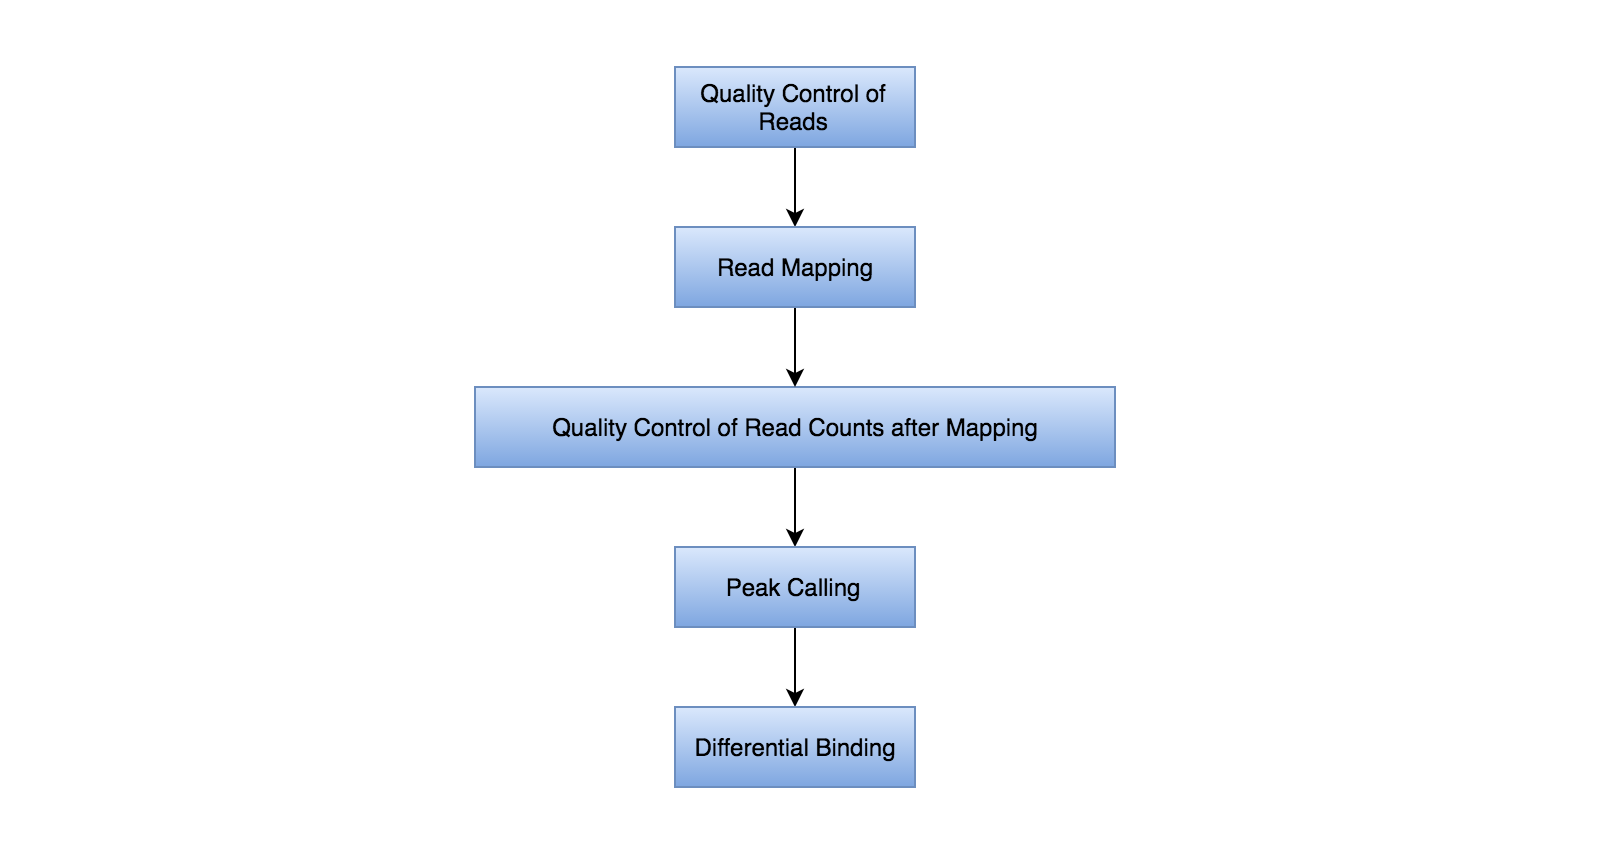 Quality Control of
Reads
Read Mapping
Quality Control of Read Counts after Mapping
Peak Calling
Differential Binding